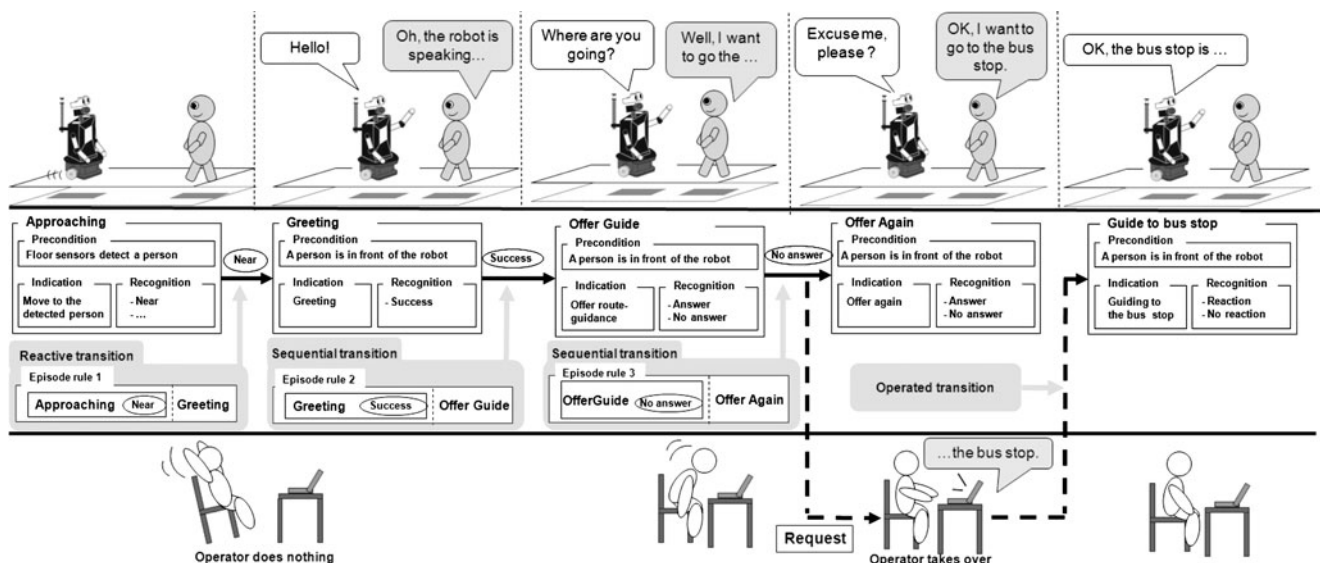 Hello!
Oh, the robot is
speaking…
Where are you
going?
Well, I want
to go the …
Excuse me,
please ?
OK, I want to
go to the bus
stop.
OK, the bus stop is …
Approaching
Precondition
Floor sensors detect a person
Indication
Move to the
detected person
Recognition
- Near
- …
Near
Greeting
Precondition
A person is in front of the robot
Indication
Greeting
Recognition
- Success
Success
Offer Guide
Precondition
A person is in front of the robot
Indication
Offer route-
guidance
Recognition
- Answer
- No answer
No answer
Offer Again
Precondition
A person is in front of the robot
Indication
Offer again
Recognition
- Answer
- No answer
Guide to bus stop
Precondition
A person is in front of the robot
Indication
Guiding to
the bus stop
Recognition
- Reaction
- No reaction
Reactive transition
Episode rule 1
Approaching Near Greeting
Sequential transition
Episode rule 2
Greeting Success Offer Guide
Sequential transition
Episode rule 3
OfferGuide No answer Offer Again
Operated transition
…the bus stop.
Request
Operator does nothing
Operator takes over